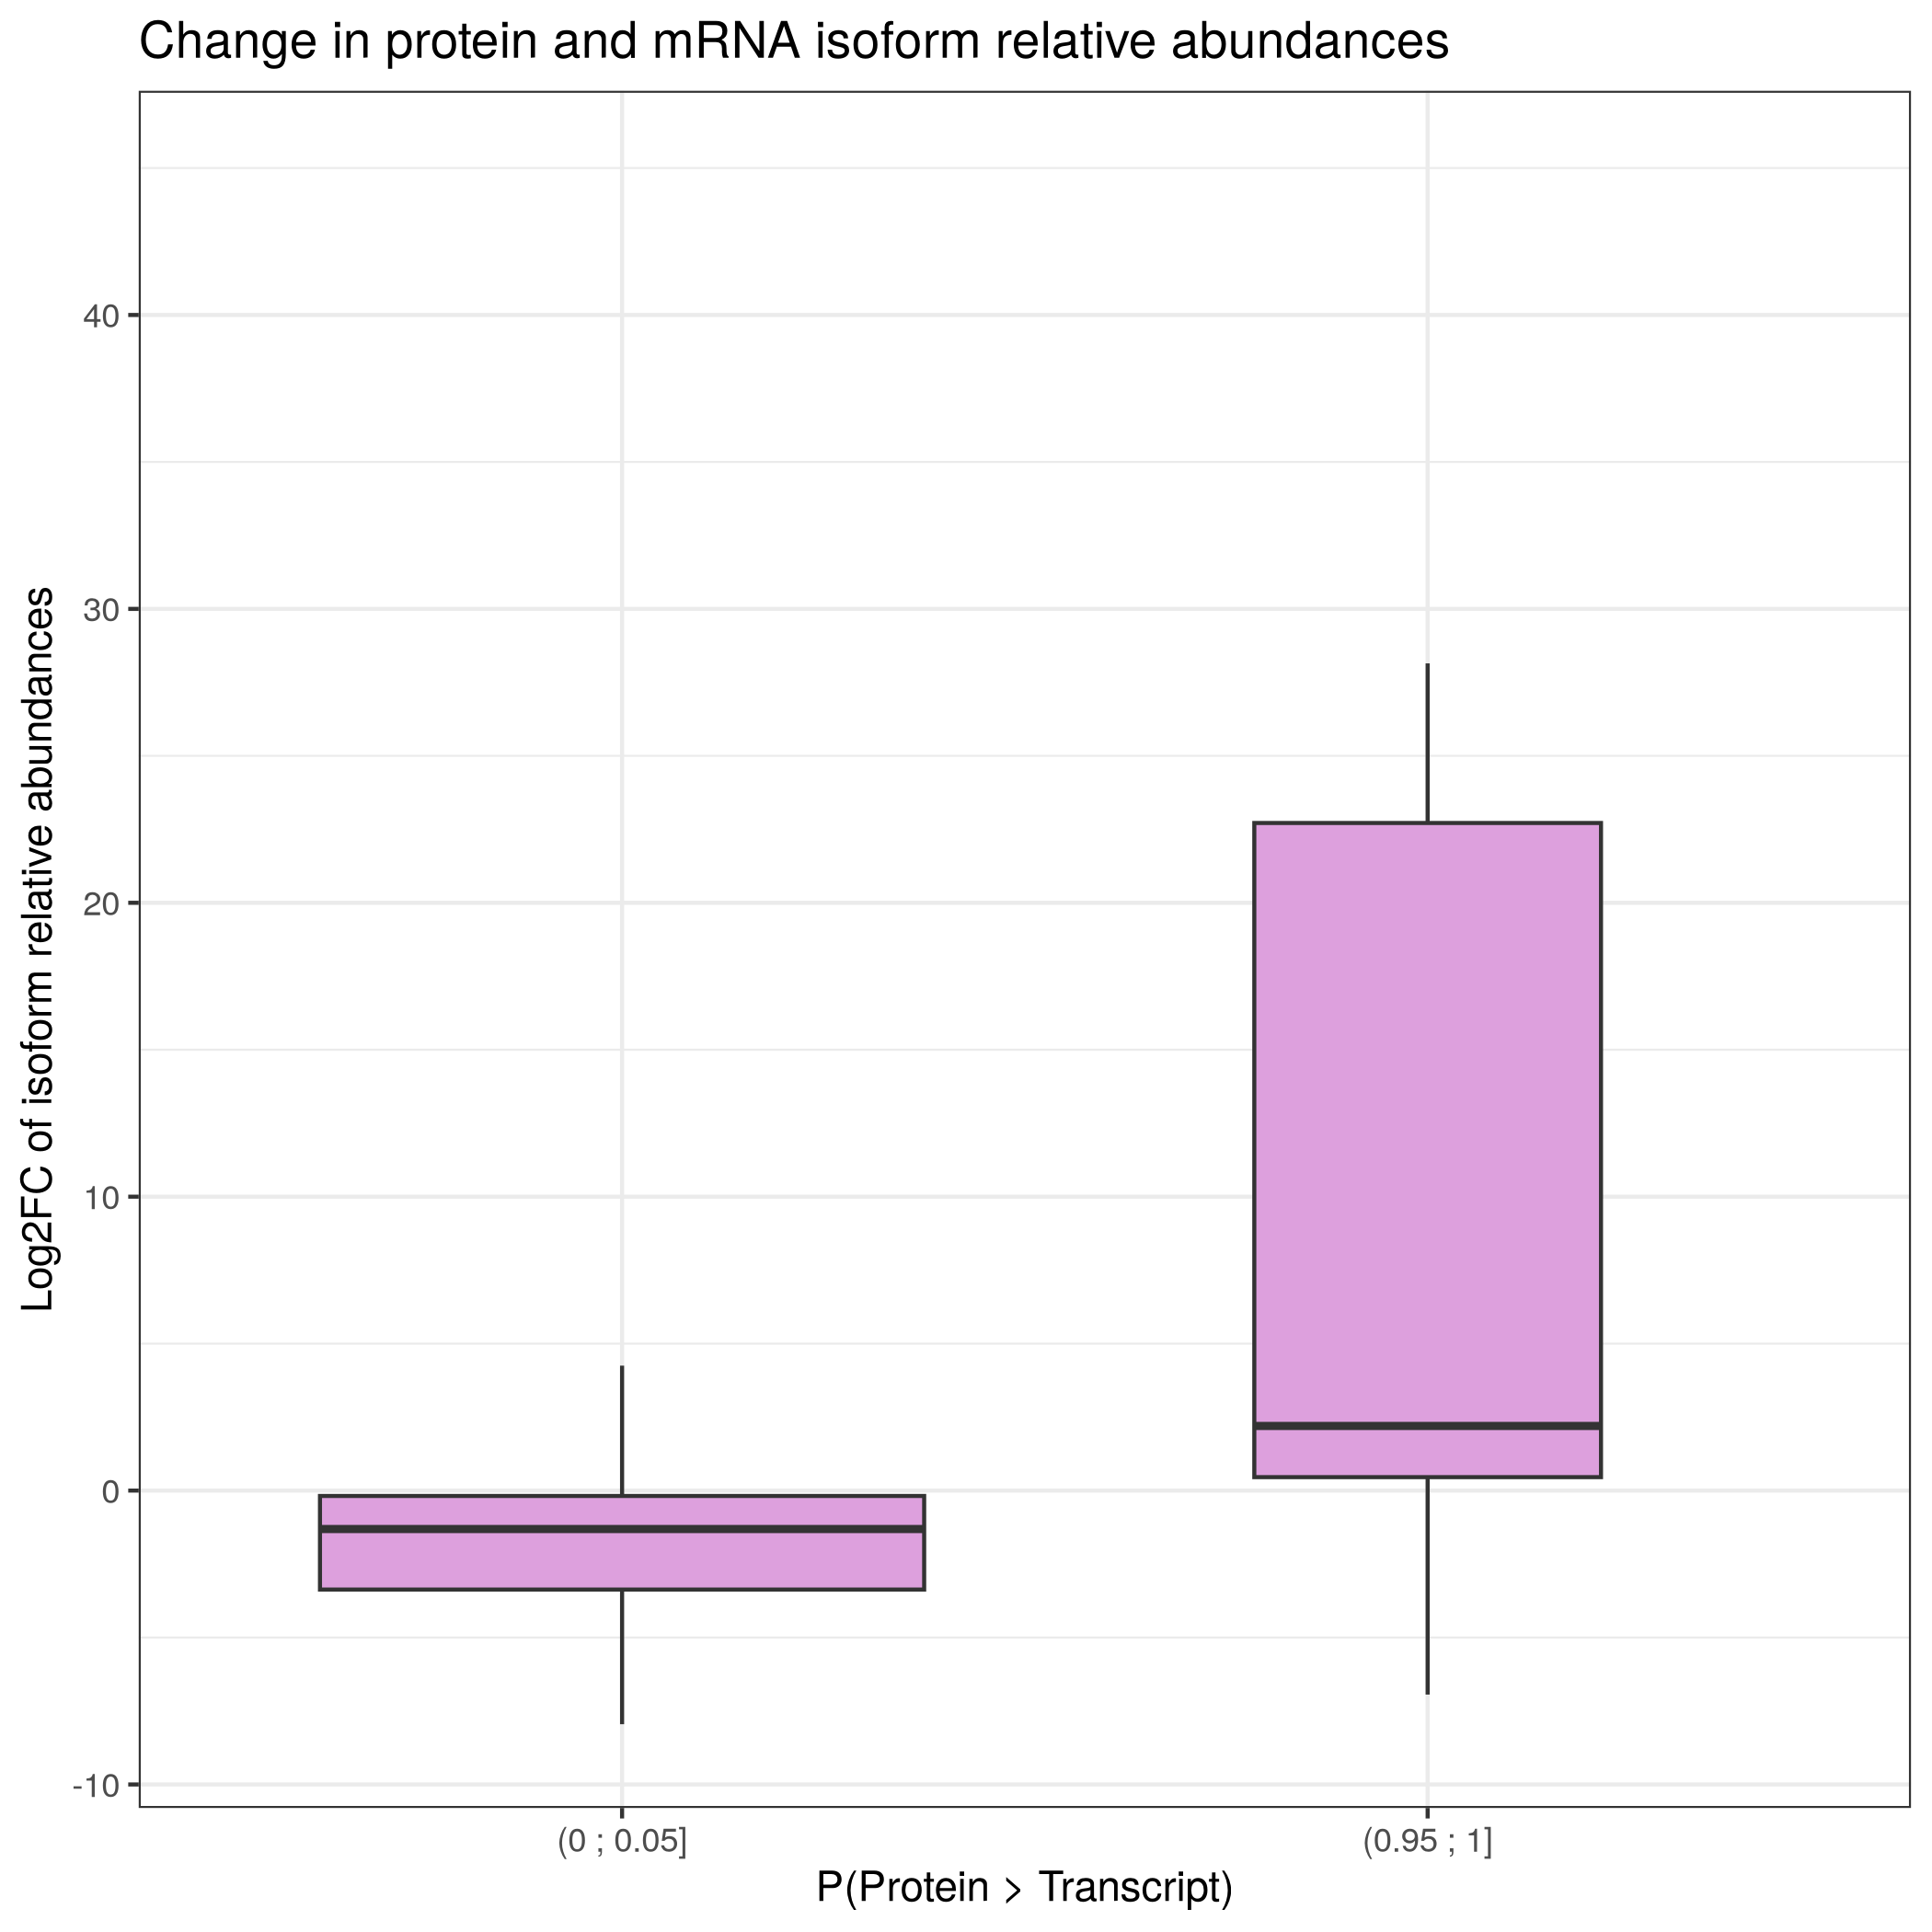 Change in protein and mRNA isoform relative abundances
Log2FC of isoform relative abundances
40
30
20
10
0
-10
(0 ; 0.05]
(0.95 ; 1]
P(Protein > Transcript)